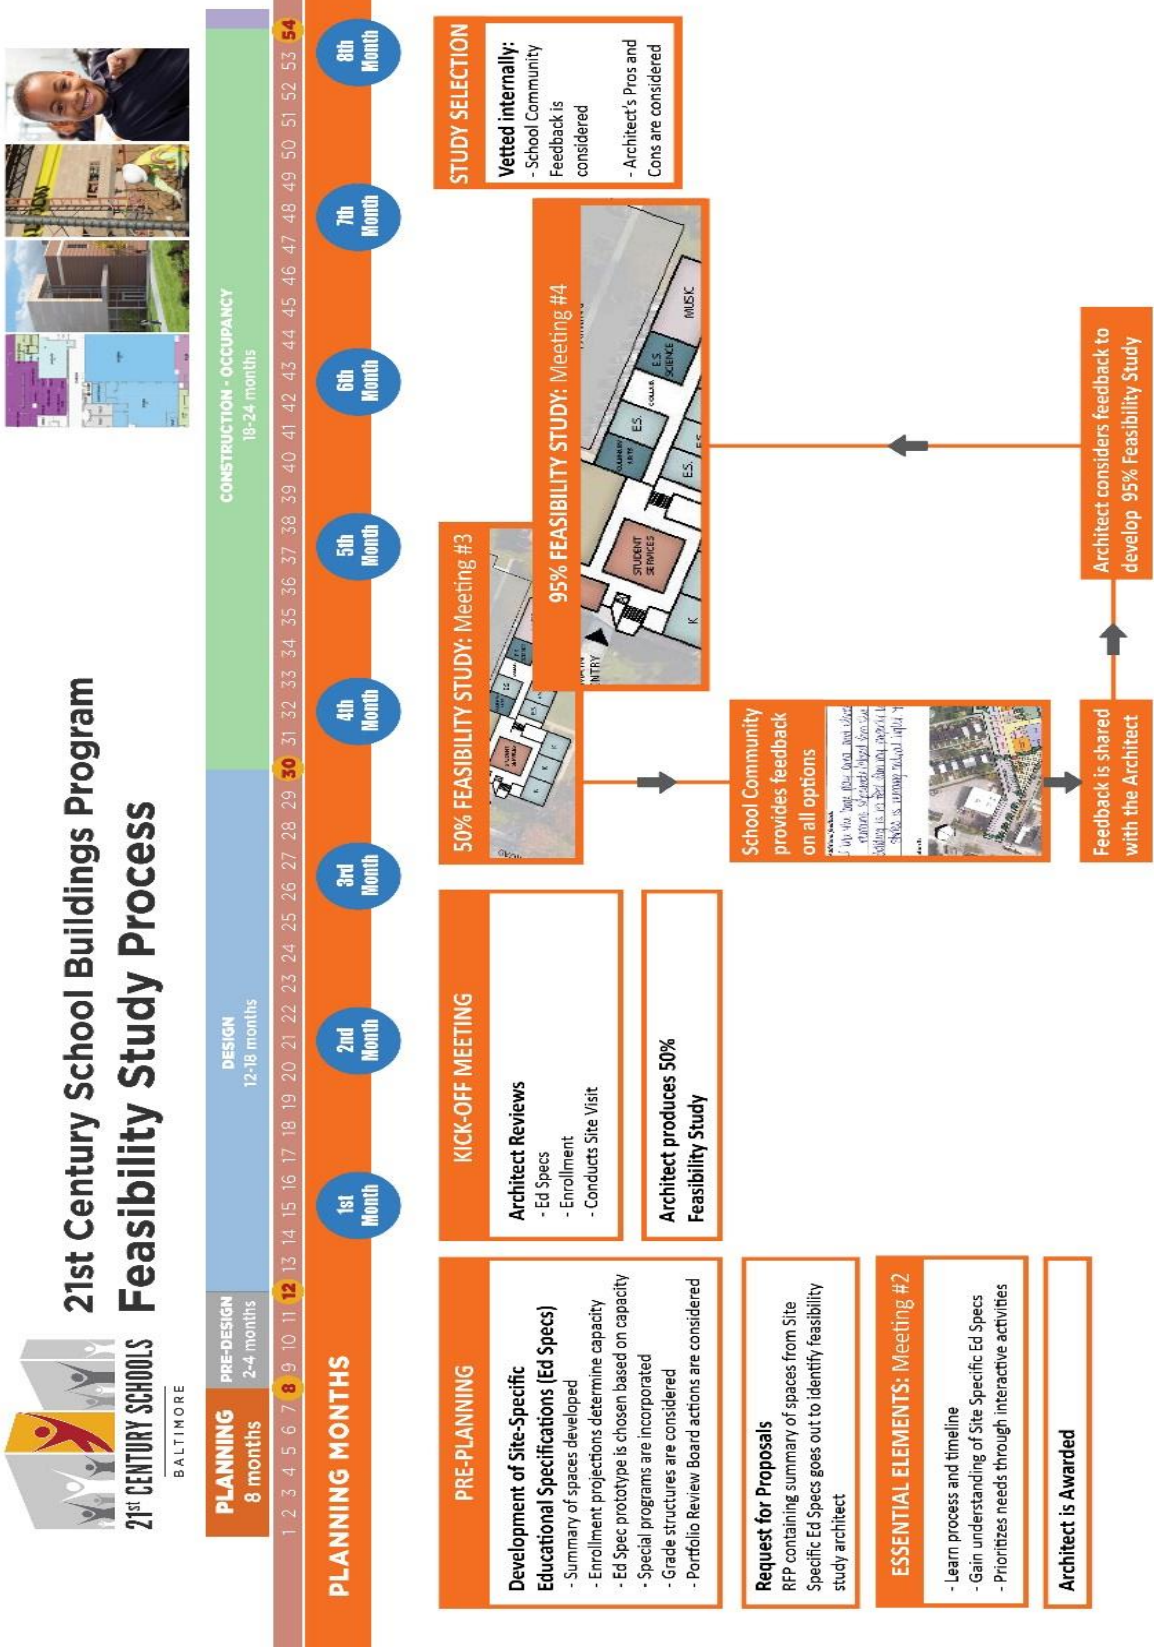 21st CENTURY SCHOOLS
BALTIMORE
21st Century School Buildings Program
Feasibility Study Process
PLANNING
8 months
PRE-DESIGN
2-4 months
DESIGN
12-18 months
CONSTRUCTION - OCCUPANCY
18-24 months
1 2 3 4 5 6 7 8 9 10 11 12 13 14 15 16 17 18 19 20 21 22 23 24 25 26 27 28 29 30 31 32 33 34 35 36 37 38 39 40 41 42 43 44 45 46 47 48 49 50 51 52 53 54
PLANNING MONTHS
1st
Month
2nd
Month
3rd
Month
4th
Month
5th
Month
6th
Month
7th
Month
8th
Month
PRE-PLANNING
Development of Site-Specific
Educational Specifications (Ed Specs)
- Summary of spaces developed
- Enrollment projections determine capacity
- Ed Spec prototype is chosen based on capacity
- Special programs are incorporated
- Grade structures are considered
- Portfolio Review Board actions are considered
Request for Proposals
RFP containing summary of spaces from Site
Specific Ed Specs goes out to identify feasibility
study architect
ESSENTIAL ELEMENTS: Meeting #2
- Learn process and timeline
- Gain understanding of Site Specific Ed Specs
- Prioritizes needs through interactive activities
Architect is Awarded
KICK-OFF MEETING
Architect Reviews
- Ed Specs
- Enrollment
- Conducts Site Visit
Architect produces 50%
Feasibility Study
50% FEASIBILITY STUDY: Meeting #3
STUDENT
SERVICES
E.S.
K
K
K
School Community
provides feedback
on all options
Feedback is shared
with the Architect
Architect considers feedback to
develop 95% Feasibility Study
95% FEASIBILITY STUDY: Meeting #4
NTRY
K
STUDENT
SERVICES
E.S.
E.S.
E.S.
COLLAB
E.S.
SCIENCE
MUSIC
STUDY SELECTION
Vetted internally:
- School Community
Feedback is
considered
- Architect's Pros and
Cons are considered